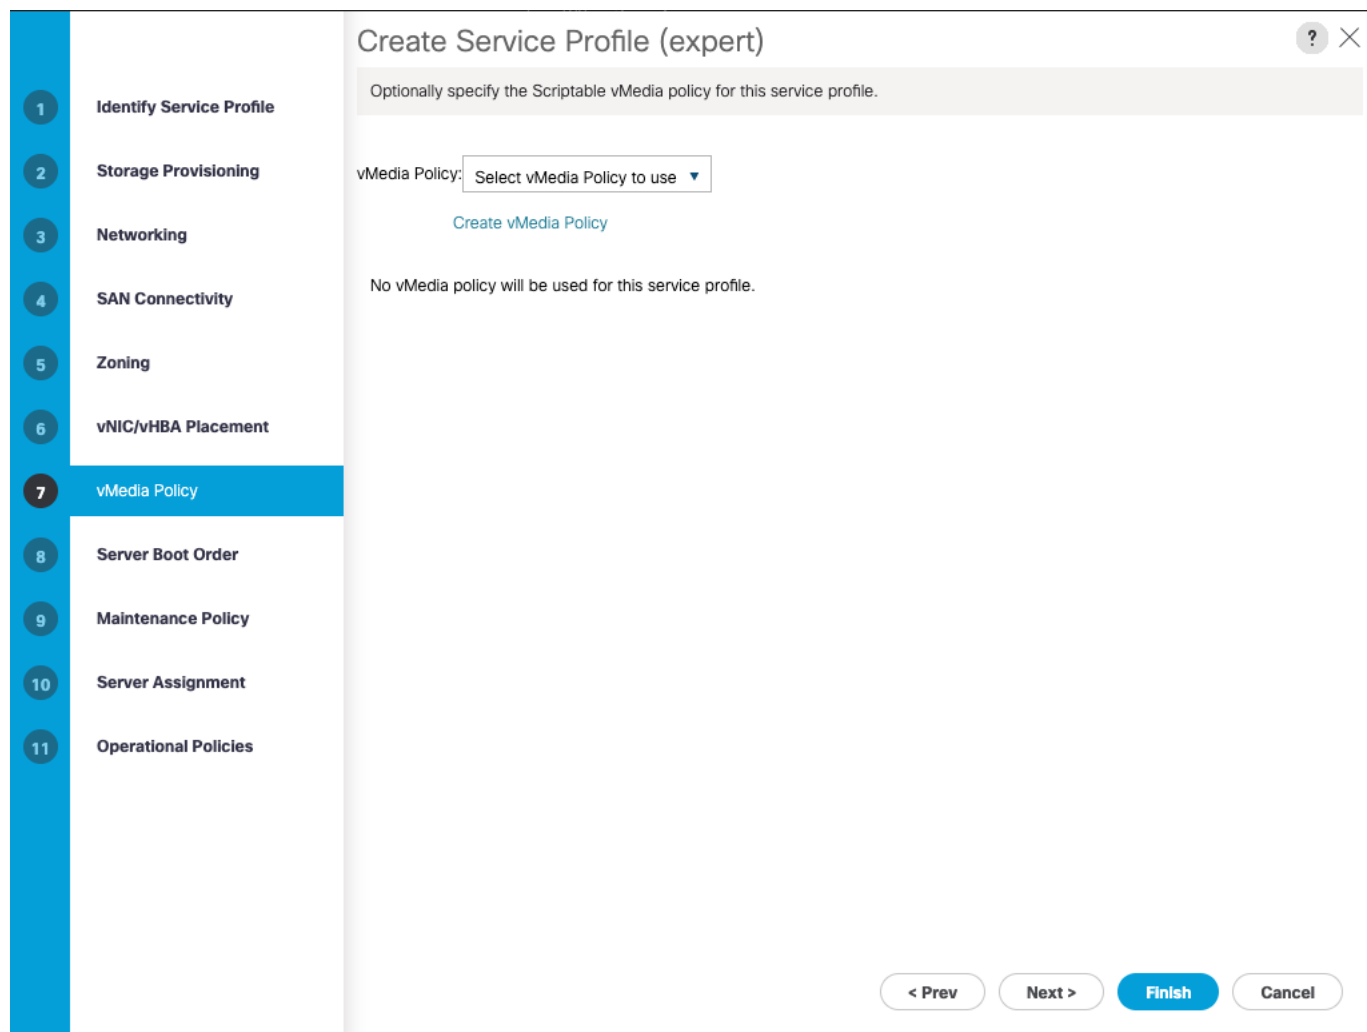 Create Service Profile (expert)
?
Optionally specify the Scriptable vMedia policy for this service profile.
1 Identify Service Profile
2 Storage Provisioning
3 Networking
4 SAN Connectivity
5 Zoning
6 vNIC/vHBA Placement
7 vMedia Policy
8 Server Boot Order
9 Maintenance Policy
10 Server Assignment
11 Operational Policies
vMedia Policy: Select vMedia Policy to use
Create vMedia Policy
No vMedia policy will be used for this service profile.
< Prev Next > Finish Cancel